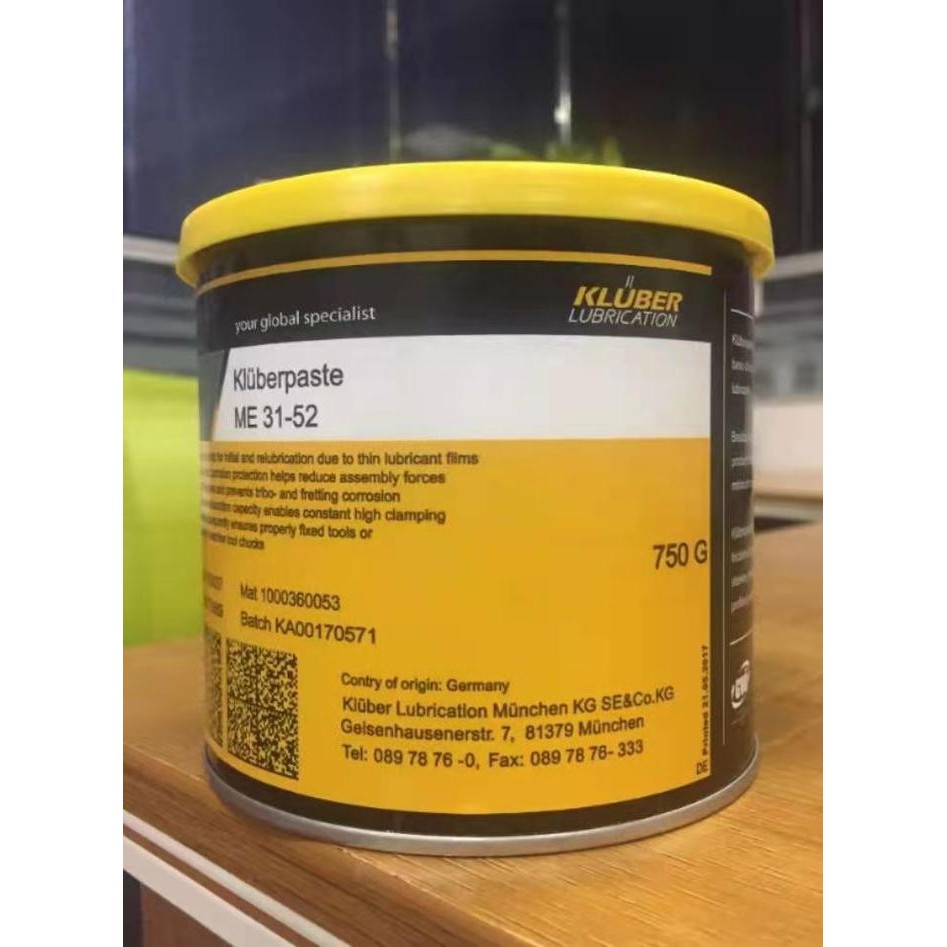 your global specialist
KLÜBER
LUBRICATION
Klüberpaste
ME 31-52
for initial and relubrication due to thin lubricant films
protection helps reduce assembly forces
and prevents tribo- and fretting corrosion
capacity enables constant high clamping
ensures properly fixed tools or
tool chucks
750 G
Mat 1000360053
Batch KA00170571
Contry of origin: Germany
Klüber Lubrication München KG SE&Co.KG
Geisenhausenerstr. 7, 81379 München
Tel: 089 78 76 -0, Fax: 089 78 76- 333
DE Printed 21.05.2017